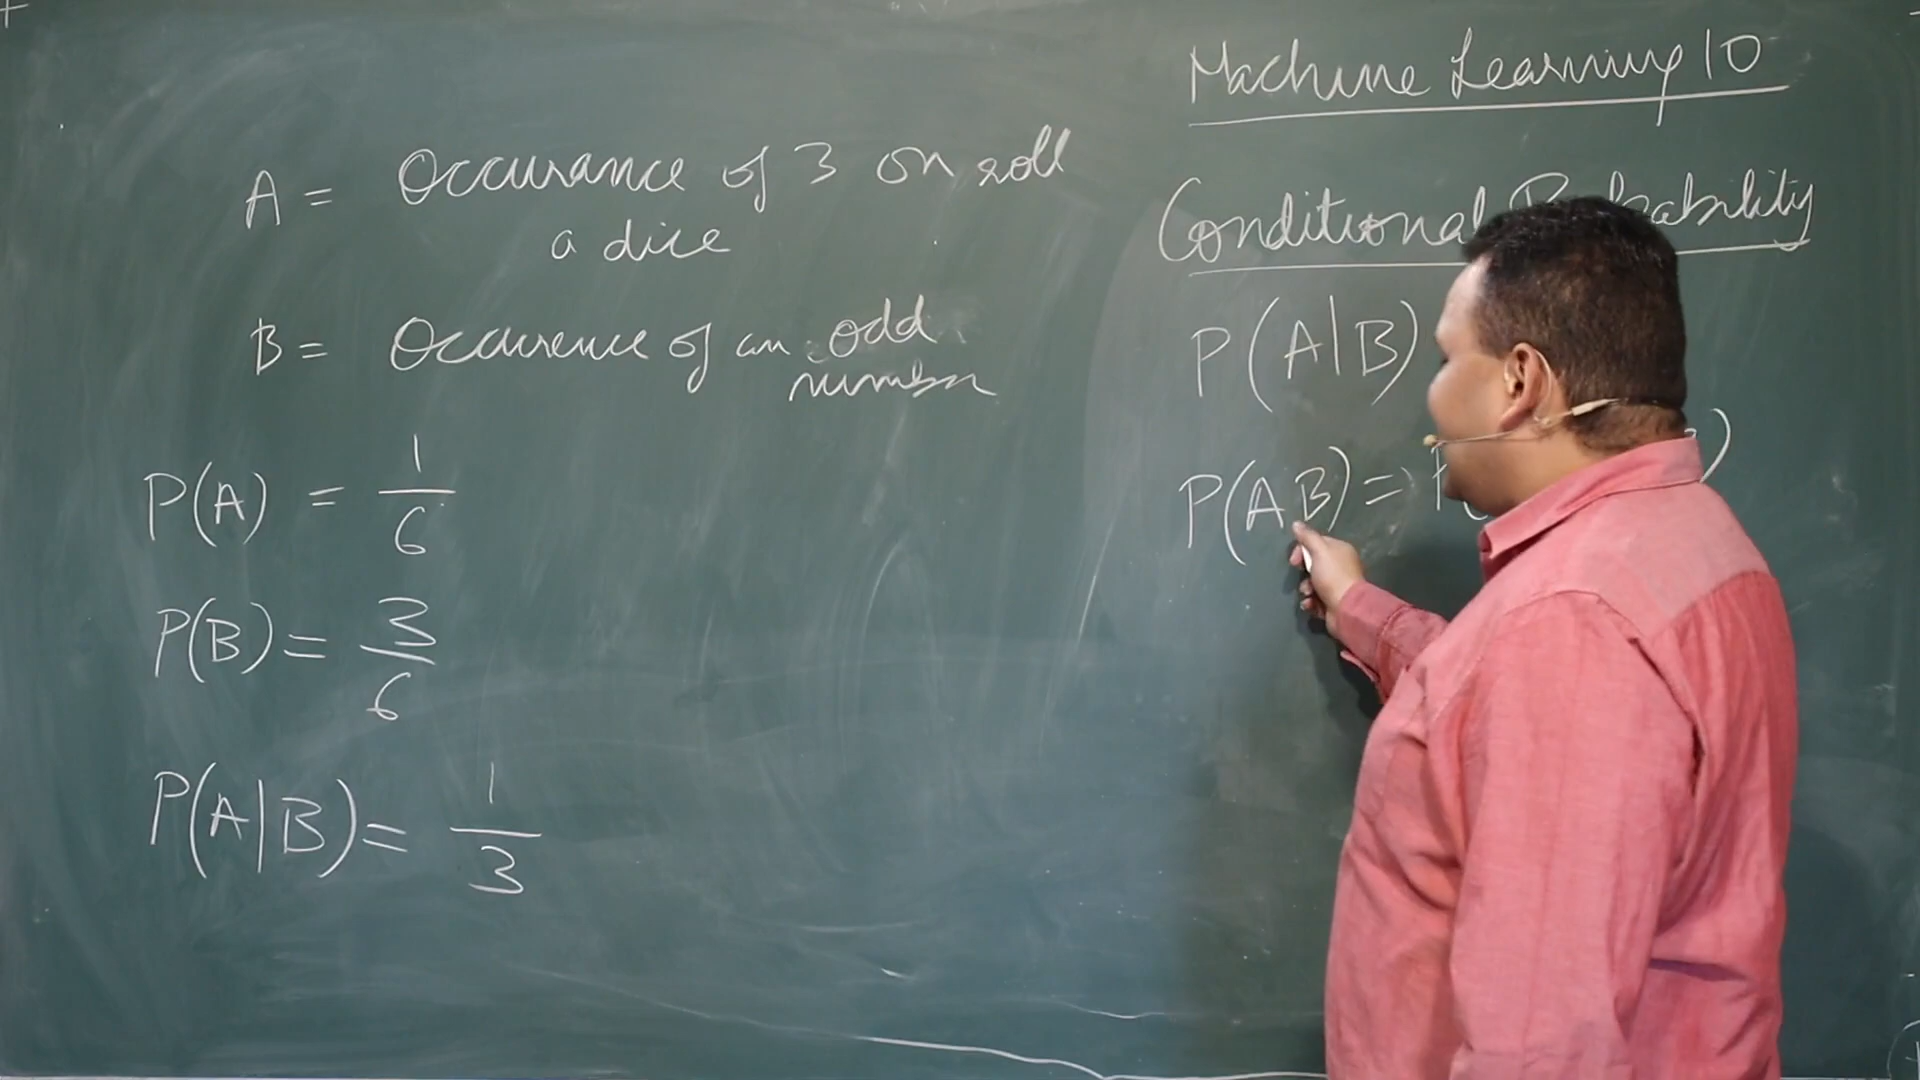 Machine Learning 10
Conditional
P(A|B)
P(AB) =
A = Occurance of 3 on roll
a dice
B = Occurence of an odd
number
P(A) = 1/6
P(B) = 3/6
P(A|B) = 1/3